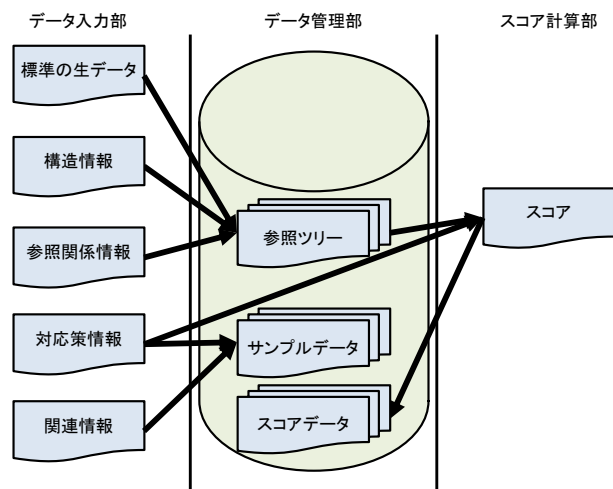 データ入力部
データ管理部
スコア計算部
標準の生データ
構造情報
参照関係情報
対応策情報
関連情報
参照ツリー
サンプルデータ
スコアデータ
スコア